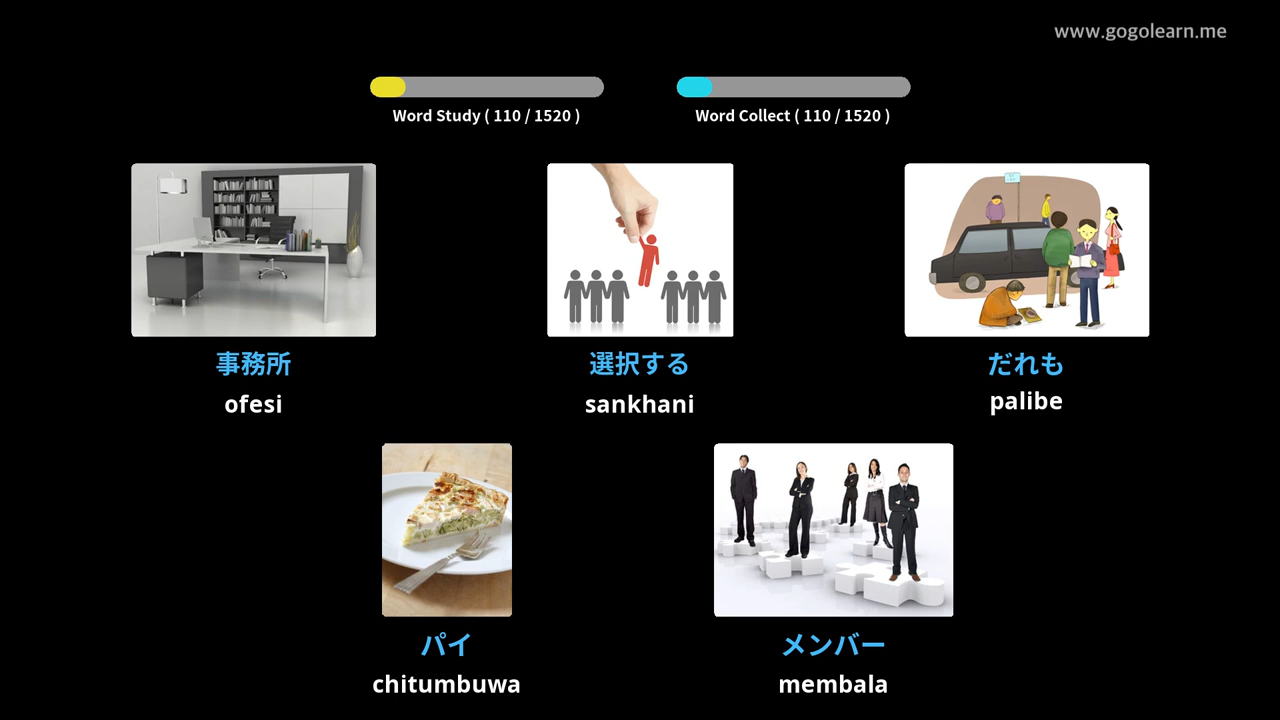 www.gogolearn.me
Word Study ( 110 / 1520 )
Word Collect ( 110 / 1520 )
事務所
ofesi
選択する
sankhani
だれも
palibe
パイ
chitumbuwa
メンバー
membala